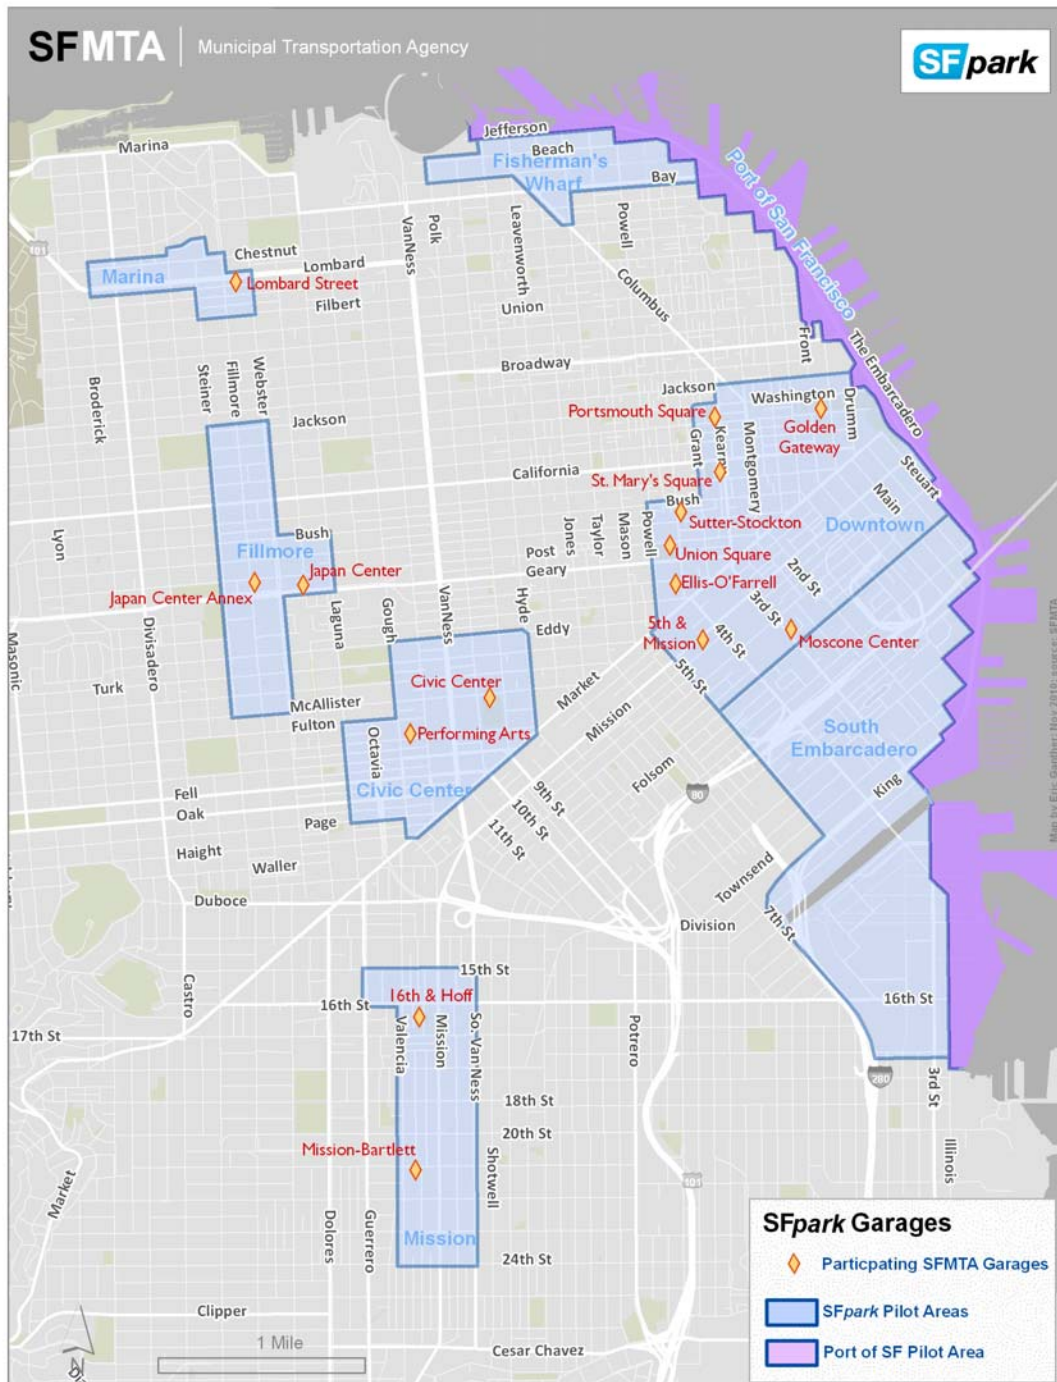 SFMTA
Municipal Transportation Agency
SFpark
Jefferson
Marina
Beach
Fisherman's
Wharf
Bay
Port of San Francisco
Polk
VanNess
Leavenworth
Powell
101
Chestnut
Lombard
Marina
Lombard Street
Filbert
Union
Columbus
Front
The Embarcadero
Broadway
Webster
Fillmore
Steiner
Broderick
Jackson
Washington
Drumm
Portsmouth Square
Golden
Gateway
Jackson
Kearny
Grant
Montgomery
California
St. Mary's Square
Steuart
Main
Bush
Sutter-Stockton
Downtown
Lyon
Bush
Fillmore
Jones
Taylor
Mason
Powell
Union Square
Post
Geary
Japan Center
Japan Center Annex
Ellis-O'Farrell
2nd St
3rd St
Laguna
Gough
VanNess
Hyde
Eddy
5th &
Mission
4th St
Moscone Center
Masonic
Divisadero
Turk
Civic Center
Market
5th St
McAllister
Fulton
Mission
South
Embarcadero
Performing Arts
Octavia
Folsom
King
Civic Center
80
Fell
Oak
9th St
10th St
11th St
Page
Haight
Waller
Townsend
Duboce
Division
7th St
Castro
15th St
16th & Hoff
16th St
16th St
17th St
Valencia
Mission
So. Van Ness
Potrero
280
3rd St
18th St
20th St
Mission-Bartlett
Shotwell
Illinois
Market
101
Dolores
Guerrero
Mission
24th St
Clipper
Cesar Chavez
N
1 Mile
SFpark Garages
Particpating SFMTA Garages
SFpark Pilot Areas
Port of SF Pilot Area